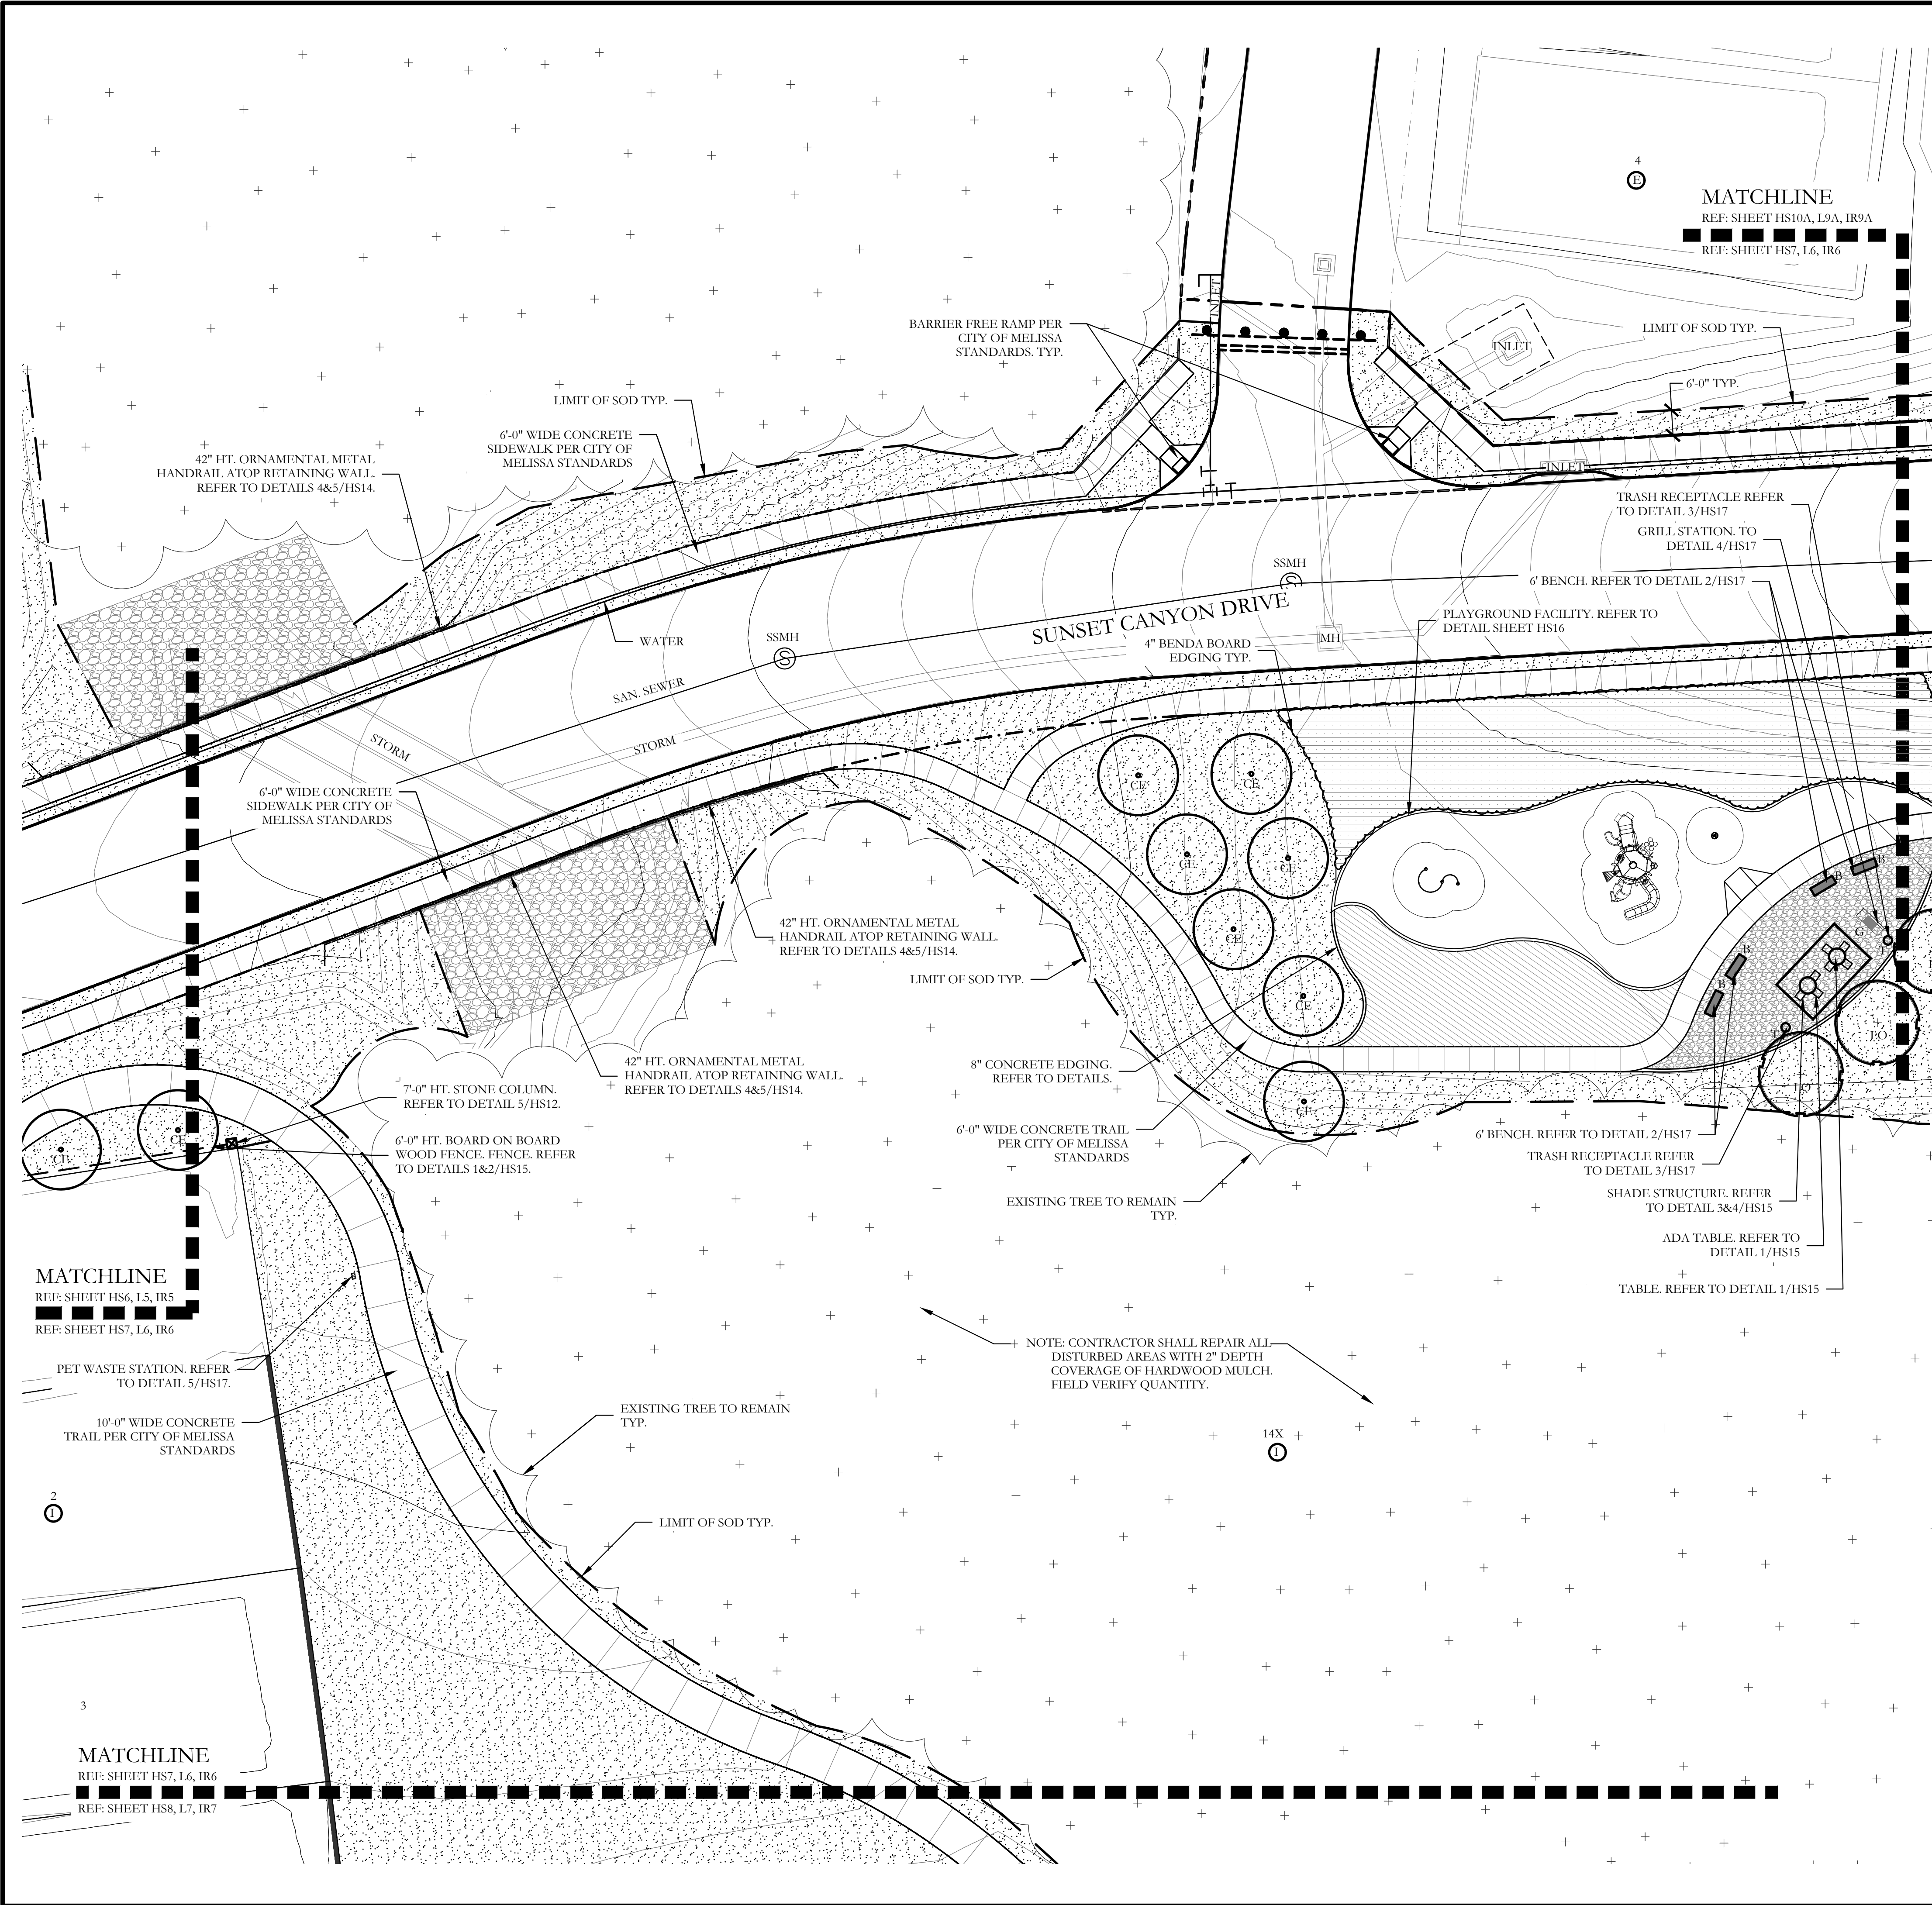 4
E
MATCHLINE
REF: SHEET HS10A, L9A, IR9A
REF: SHEET HS7, L6, IR6
BARRIER FREE RAMP PER
CITY OF MELISSA
STANDARDS. TYP.
INLET
LIMIT OF SOD TYP.
6'-0" TYP.
LIMIT OF SOD TYP.
6'-0" WIDE CONCRETE
SIDEWALK PER CITY OF
MELISSA STANDARDS
42" HT. ORNAMENTAL METAL
HANDRAIL ATOP RETAINING WALL.
REFER TO DETAILS 4&5/HS14.
INLET
TRASH RECEPTACLE REFER
TO DETAIL 3/HS17
GRILL STATION. TO
DETAIL 4/HS17
6' BENCH. REFER TO DETAIL 2/HS17
SSMH
S
PLAYGROUND FACILITY. REFER TO
DETAIL SHEET HS16
SUNSET CANYON DRIVE
MH
4" BENDA BOARD
EDGING TYP.
WATER
SSMH
S
SAN. SEWER
STORM
STORM
6'-0" WIDE CONCRETE
SIDEWALK PER CITY OF
MELISSA STANDARDS
CE
CE
CE
CE
CE
CE
CE
B
B
B
B
G
T
T
LO
LO
42" HT. ORNAMENTAL METAL
HANDRAIL ATOP RETAINING WALL.
REFER TO DETAILS 4&5/HS14.
LIMIT OF SOD TYP.
42" HT. ORNAMENTAL METAL
HANDRAIL ATOP RETAINING WALL.
REFER TO DETAILS 4&5/HS14.
8" CONCRETE EDGING.
REFER TO DETAILS.
7'-0" HT. STONE COLUMN.
REFER TO DETAIL 5/HS12.
6'-0" HT. BOARD ON BOARD
WOOD FENCE. FENCE. REFER
TO DETAILS 1&2/HS15.
CE
CE
6'-0" WIDE CONCRETE TRAIL
PER CITY OF MELISSA
STANDARDS
6' BENCH. REFER TO DETAIL 2/HS17
TRASH RECEPTACLE REFER
TO DETAIL 3/HS17
EXISTING TREE TO REMAIN
TYP.
SHADE STRUCTURE. REFER
TO DETAIL 3&4/HS15
ADA TABLE. REFER TO
DETAIL 1/HS15
TABLE. REFER TO DETAIL 1/HS15
MATCHLINE
REF: SHEET HS6, L5, IR5
REF: SHEET HS7, L6, IR6
PET WASTE STATION. REFER
TO DETAIL 5/HS17.
10'-0" WIDE CONCRETE
TRAIL PER CITY OF MELISSA
STANDARDS
NOTE: CONTRACTOR SHALL REPAIR ALL
DISTURBED AREAS WITH 2" DEPTH
COVERAGE OF HARDWOOD MULCH.
FIELD VERIFY QUANTITY.
EXISTING TREE TO REMAIN
TYP.
14X
I
2
I
LIMIT OF SOD TYP.
3
MATCHLINE
REF: SHEET HS7, L6, IR6
REF: SHEET HS8, L7, IR7